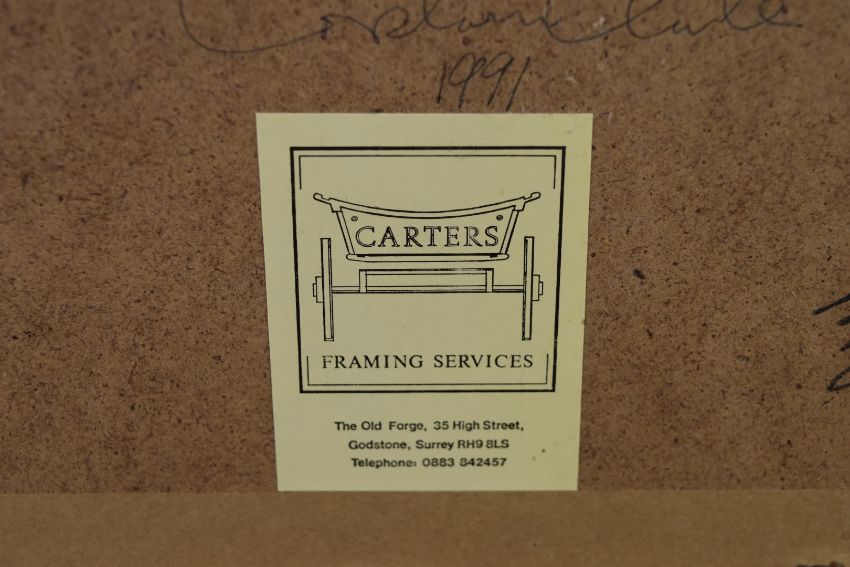 1991
CARTERS
FRAMING SERVICES
The Old Forge, 35 High Street,
Godstone, Surrey RH9 8LS
Telephone: 0883 842457